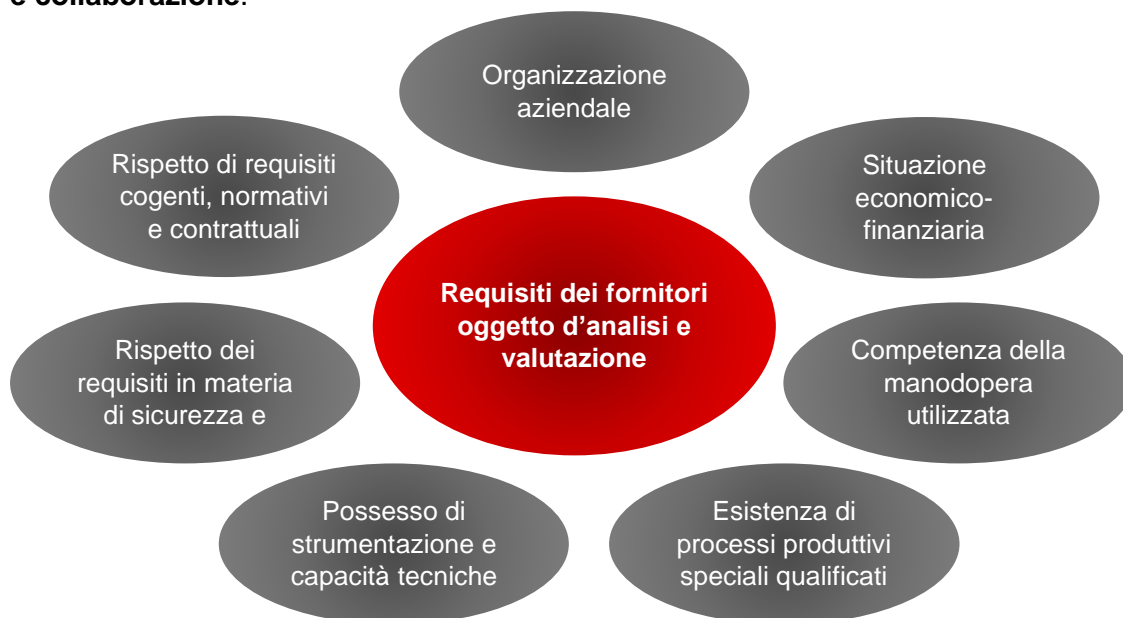 e collaborazione.
Organizzazione
aziendale
Rispetto di requisiti
cogenti, normativi
e contrattuali
Situazione
economico-
finanziaria
Requisiti dei fornitori
oggetto d'analisi e
valutazione
Rispetto dei
requisiti in materia
di sicurezza e
Competenza della
manodopera
utilizzata
Possesso di
strumentazione e
capacità tecniche
Esistenza di
processi produttivi
speciali qualificati